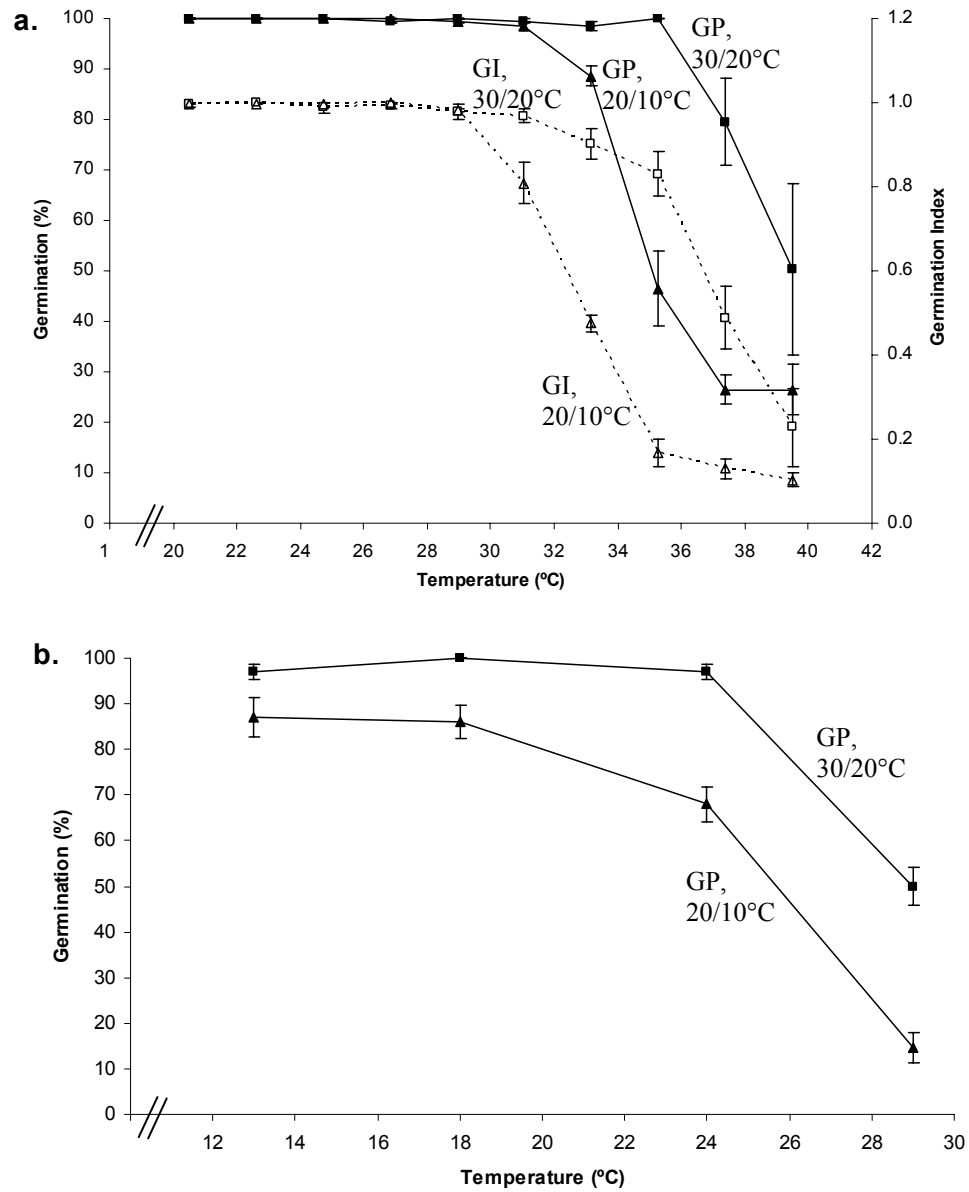 a.
100
90
80
70
60
50
40
30
20
10
0
Germination (%)
1.2
1.0
0.8
0.6
0.4
0.2
0.0
Germination Index
GI,
30/20°C
GP,
20/10°C
GP,
30/20°C
GI,
20/10°C
1 20 22 24 26 28 30 32 34 36 38 40 42
Temperature (ºC)
b.
100
90
80
70
60
50
40
30
20
10
0
Germination (%)
GP,
30/20°C
GP,
20/10°C
12 14 16 18 20 22 24 26 28 30
Temperature (ºC)